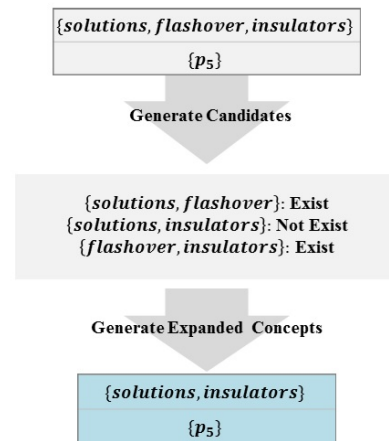 {solutions, flashover, insulators}
{p₅}
Generate Candidates
{solutions, flashover}: Exist
{solutions, insulators}: Not Exist
{flashover, insulators}: Exist
Generate Expanded Concepts
{solutions, insulators}
{p₅}